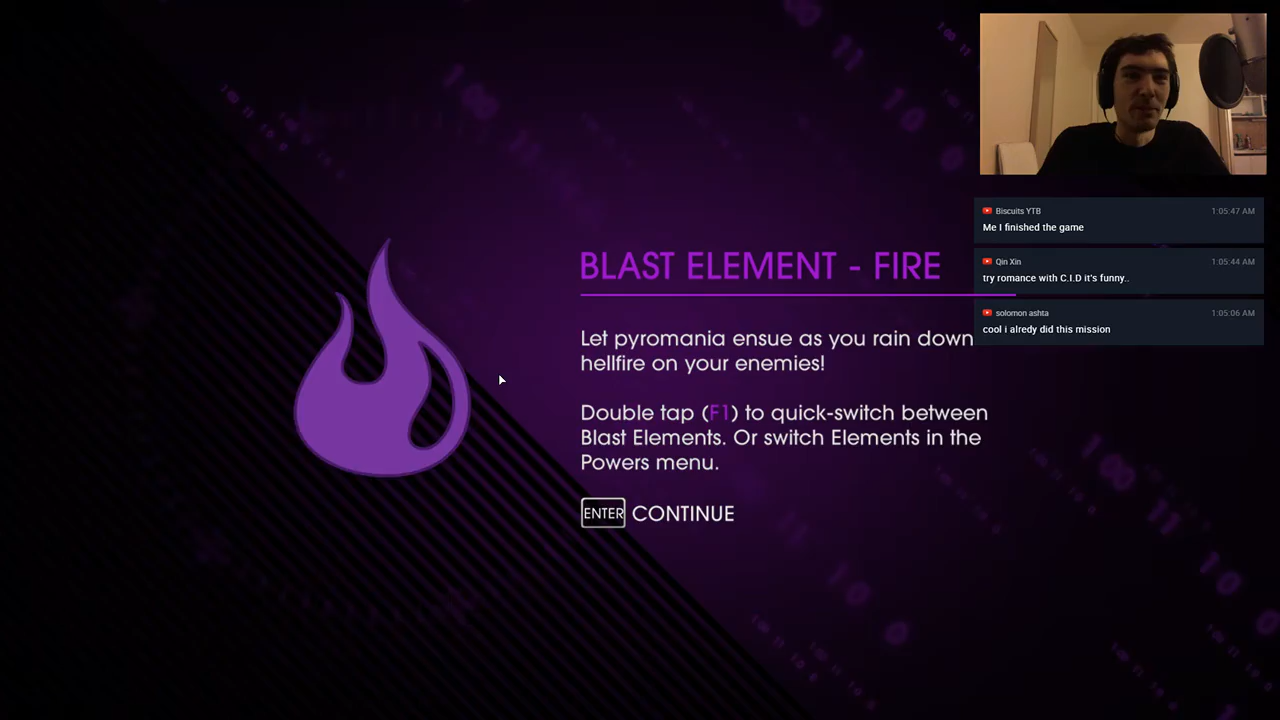 Biscuits YTB 1:05:47 AM
Me I finished the game
Qin Xin 1:05:44 AM
try romance with C.I.D it's funny..
solomon ashta 1:05:06 AM
cool i alredy did this mission
BLAST ELEMENT - FIRE
Let pyromania ensue as you rain down
hellfire on your enemies!
Double tap (F1) to quick-switch between
Blast Elements. Or switch Elements in the
Powers menu.
ENTER CONTINUE